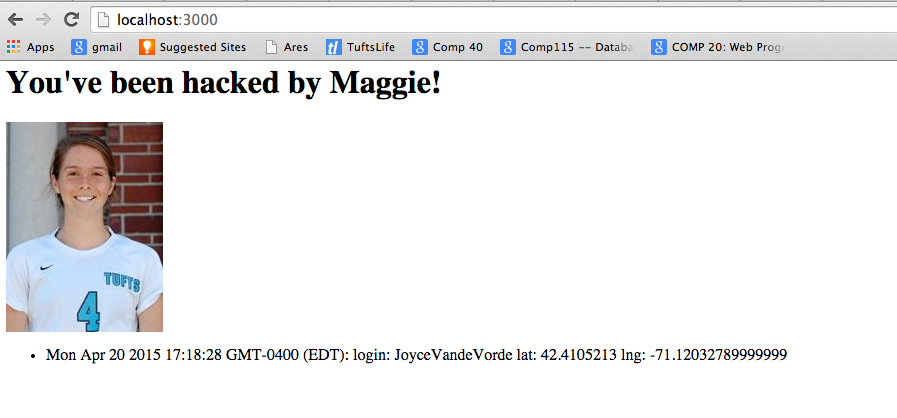 localhost:3000
Apps gmail Suggested Sites Ares TuftsLife Comp 40 Comp115 -- Databa COMP 20: Web Progr
You've been hacked by Maggie!
TUFTS
4
Mon Apr 20 2015 17:18:28 GMT-0400 (EDT): login: JoyceVandeVorde lat: 42.4105213 lng: -71.12032789999999